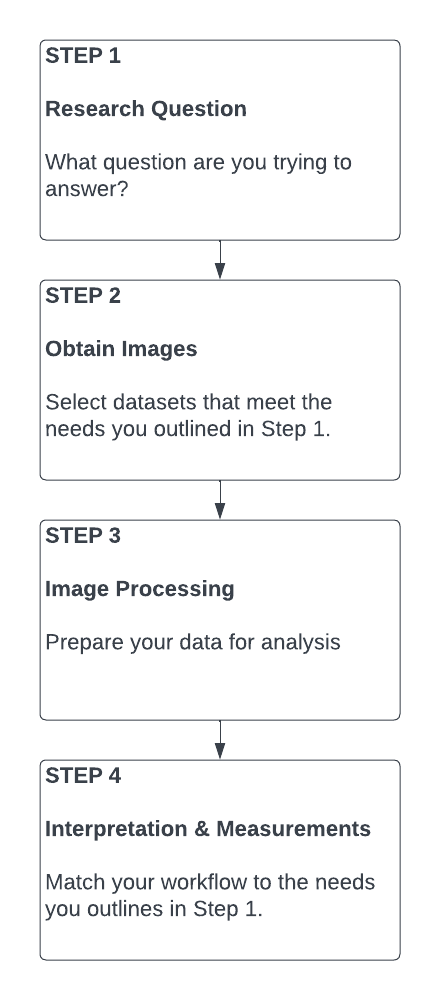 STEP 1
Research Question
What question are you trying to
answer?
STEP 2
Obtain Images
Select datasets that meet the
needs you outlined in Step 1.
STEP 3
Image Processing
Prepare your data for analysis
STEP 4
Interpretation & Measurements
Match your workflow to the needs
you outlines in Step 1.